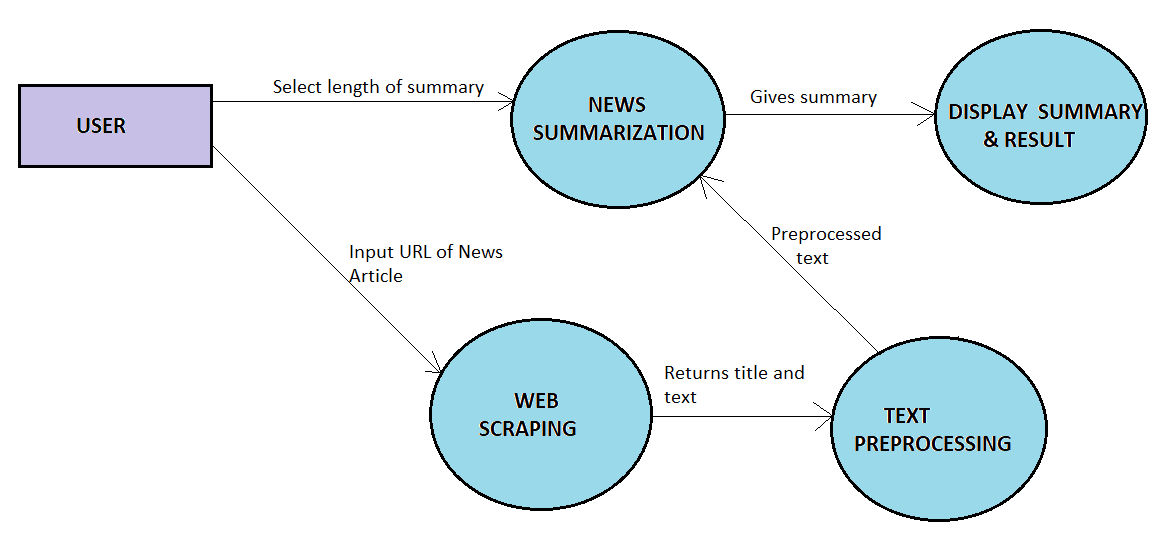 USER
Select length of summary
NEWS
SUMMARIZATION
Gives summary
DISPLAY SUMMARY
& RESULT
Input URL of News
Article
Preprocessed
text
WEB
SCRAPING
Returns title and
text
TEXT
PREPROCESSING